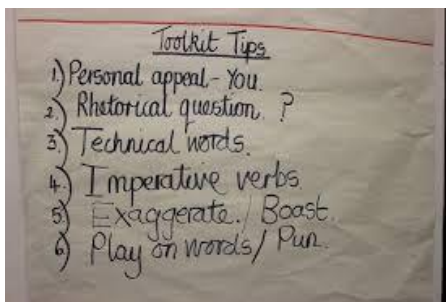 Toolkit Tips
1.) Personal appeal - You.
2.) Rhetorical question. ?
3.) Technical words.
4.) Imperative verbs
5) Exaggerate. / Boast.
6) Play on words / Pun.